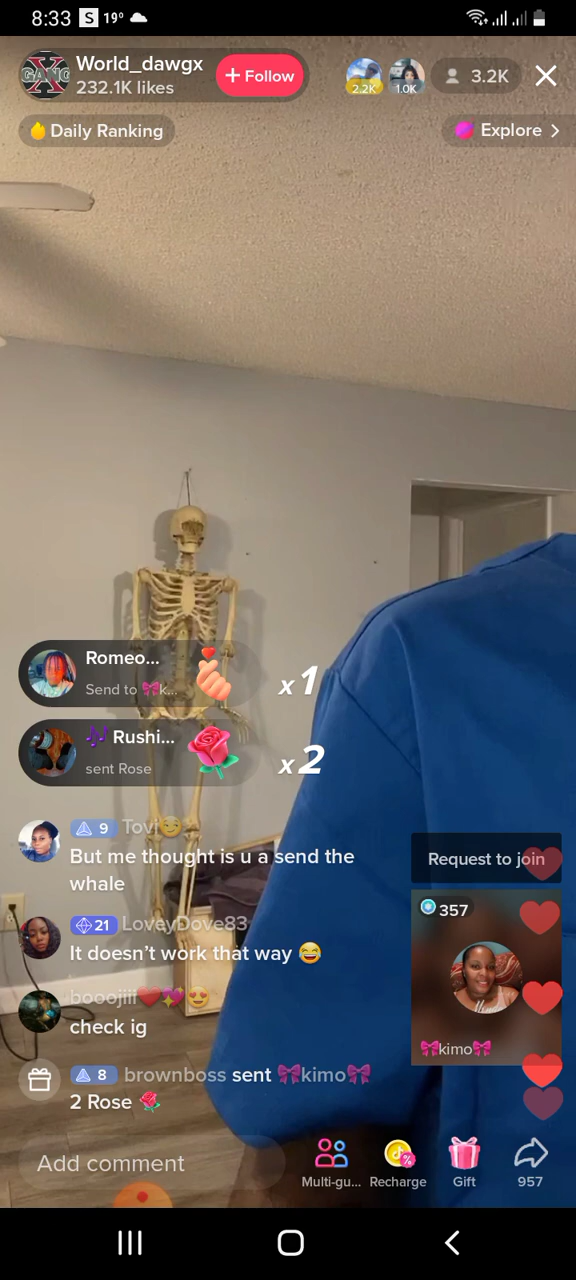 8:33 S 19°
World_dawgx
232.1K likes
+ Follow
2.2K
1.0K
3.2K
GANG
X
Daily Ranking
Explore >
Romeo...
Send to 🎀k...
x1
🎶 Rushi...
sent Rose
x2
9 Tovi😉
But me thought is u a send the
whale
Request to join
357
🎀kimo🎀
21 LoveyDove83
It doesn't work that way 😂
booojiii❤️💖😍
check ig
8 brownboss sent 🎀kimo🎀
2 Rose 🌹
Add comment
Multi-gu...
Recharge
Gift
957